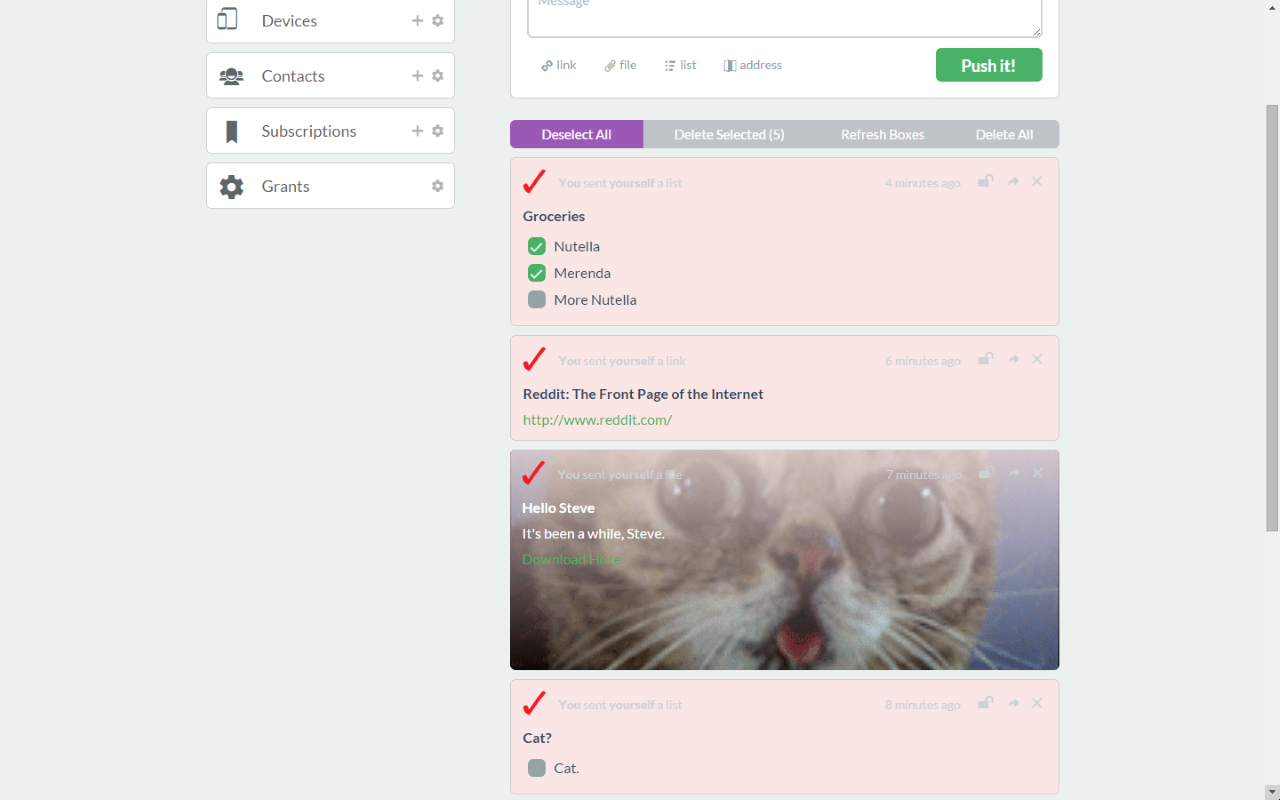 Devices
Contacts
Subscriptions
Grants
Message
link file list address
Push it!
Deselect All Delete Selected (5) Refresh Boxes Delete All
You sent yourself a list 4 minutes ago
Groceries
Nutella
Merenda
More Nutella
You sent yourself a link 6 minutes ago
Reddit: The Front Page of the Internet
http://www.reddit.com/
You sent yourself a file 7 minutes ago
Hello Steve
It's been a while, Steve.
Download Here
You sent yourself a list 8 minutes ago
Cat?
Cat.